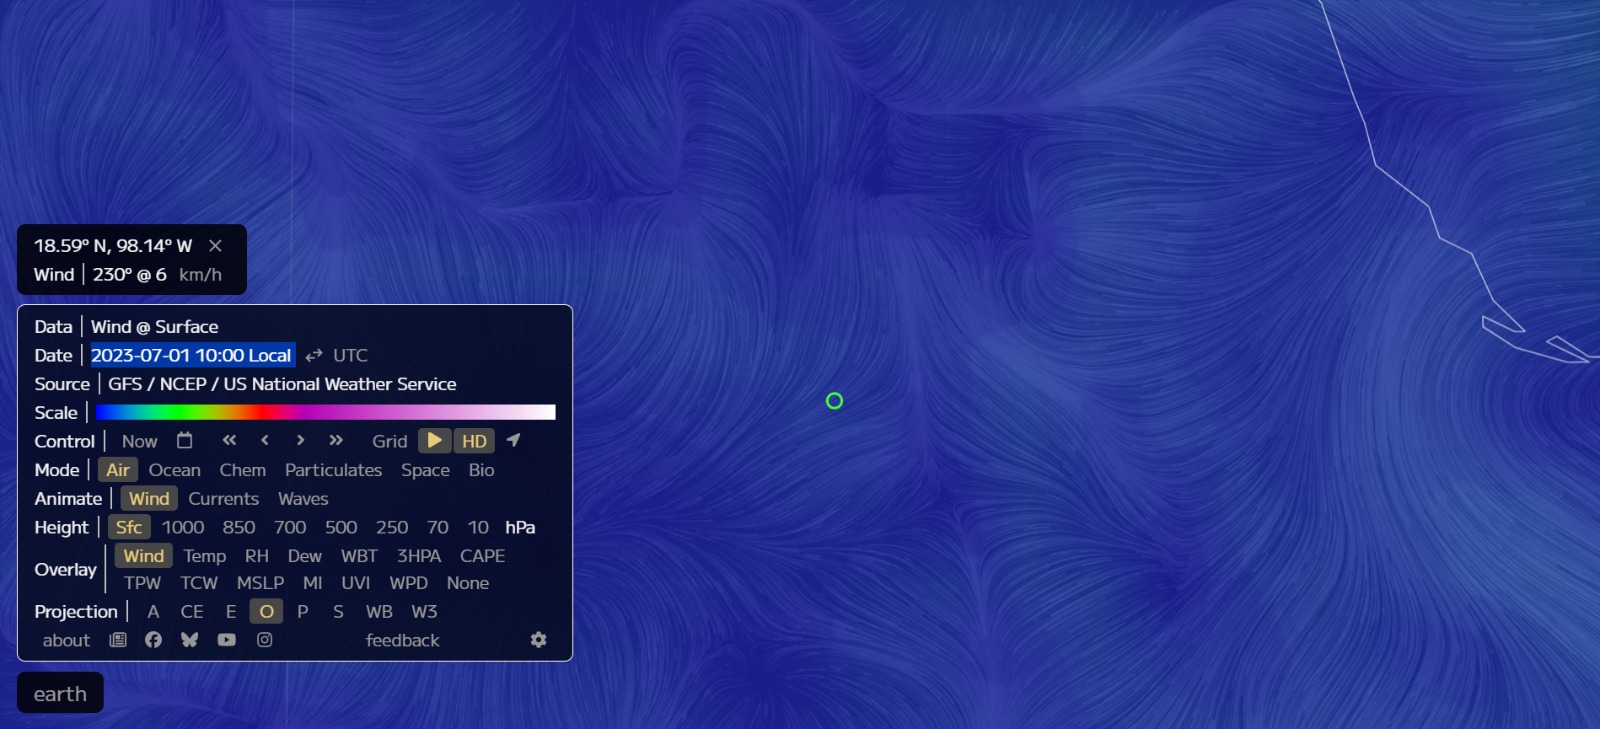 18.59° N, 98.14° W ×
Wind | 230° @ 6 km/h
Data | Wind @ Surface
Date | 2023-07-01 10:00 Local ⇄ UTC
Source | GFS / NCEP / US National Weather Service
Scale |
Control | Now « ‹ › » Grid HD
Mode | Air Ocean Chem Particulates Space Bio
Animate | Wind Currents Waves
Height | Sfc 1000 850 700 500 250 70 10 hPa
Overlay | Wind Temp RH Dew WBT 3HPA CAPE
TPW TCW MSLP MI UVI WPD None
Projection | A CE E O P S WB W3
about feedback
earth